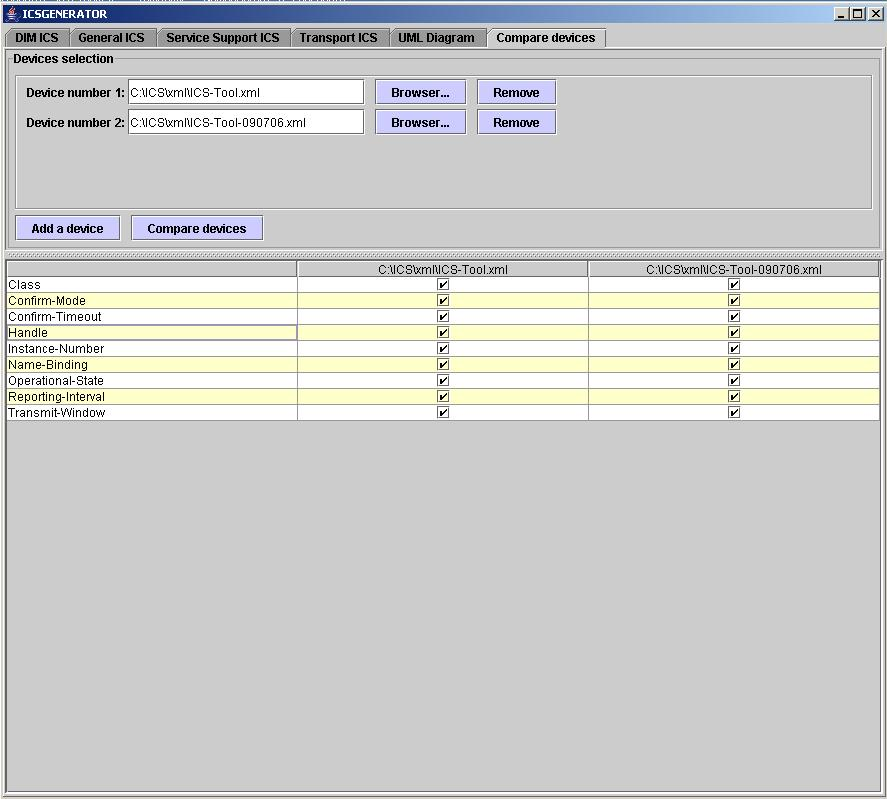 ICSGENERATOR
DIM ICS General ICS Service Support ICS Transport ICS UML Diagram Compare devices
Devices selection
Device number 1: C:\ICS\xml\ICS-Tool.xml Browser... Remove
Device number 2: C:\ICS\xml\ICS-Tool-090706.xml Browser... Remove
Add a device Compare devices
C:\ICS\xml\ICS-Tool.xml C:\ICS\xml\ICS-Tool-090706.xml
Class
Confirm-Mode
Confirm-Timeout
Handle
Instance-Number
Name-Binding
Operational-State
Reporting-Interval
Transmit-Window